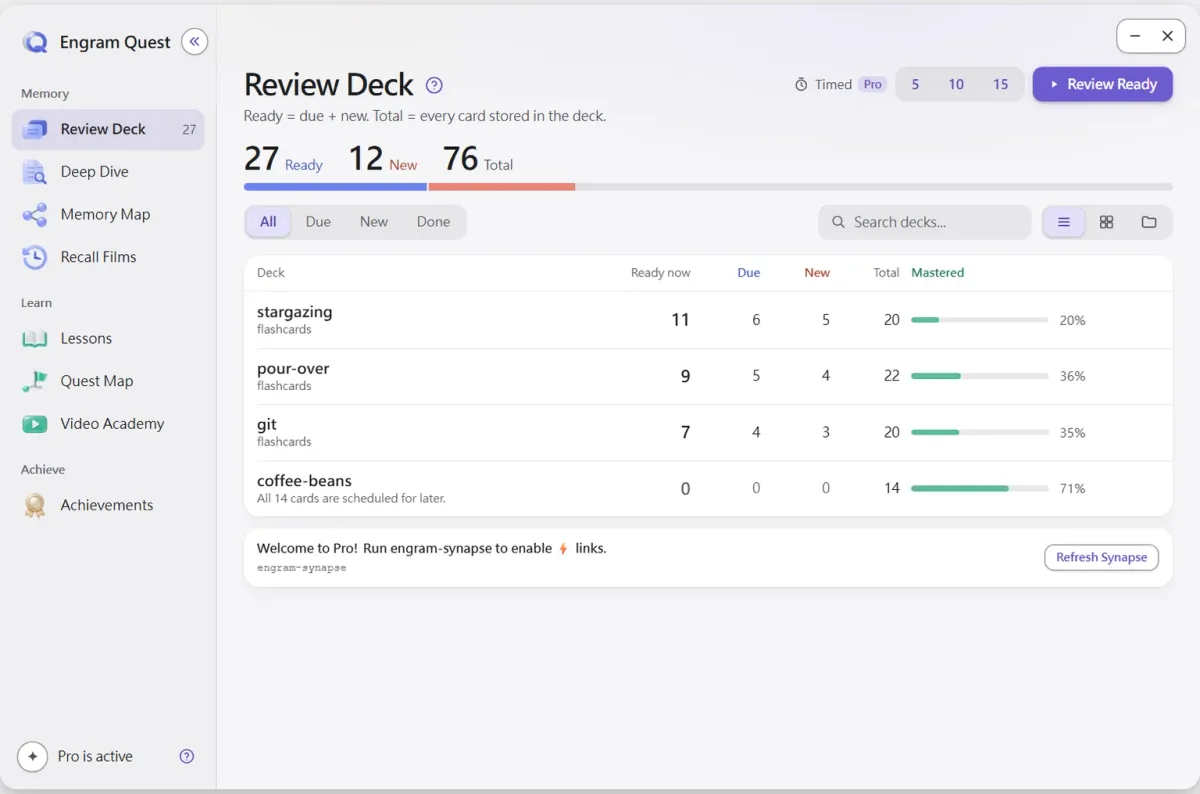 Engram Quest
Memory
Review Deck 27
Deep Dive
Memory Map
Recall Films
Learn
Lessons
Quest Map
Video Academy
Achieve
Achievements
Pro is active
Review Deck
Timed Pro 5 10 15 Review Ready
Ready = due + new. Total = every card stored in the deck.
27 Ready 12 New 76 Total
All Due New Done Search decks...
Deck Ready now Due New Total Mastered
stargazing
flashcards
11 6 5 20 20%
pour-over
flashcards
9 5 4 22 36%
git
flashcards
7 4 3 20 35%
coffee-beans
All 14 cards are scheduled for later.
0 0 0 14 71%
Welcome to Pro! Run engram-synapse to enable ⚡ links.
engram-synapse
Refresh Synapse